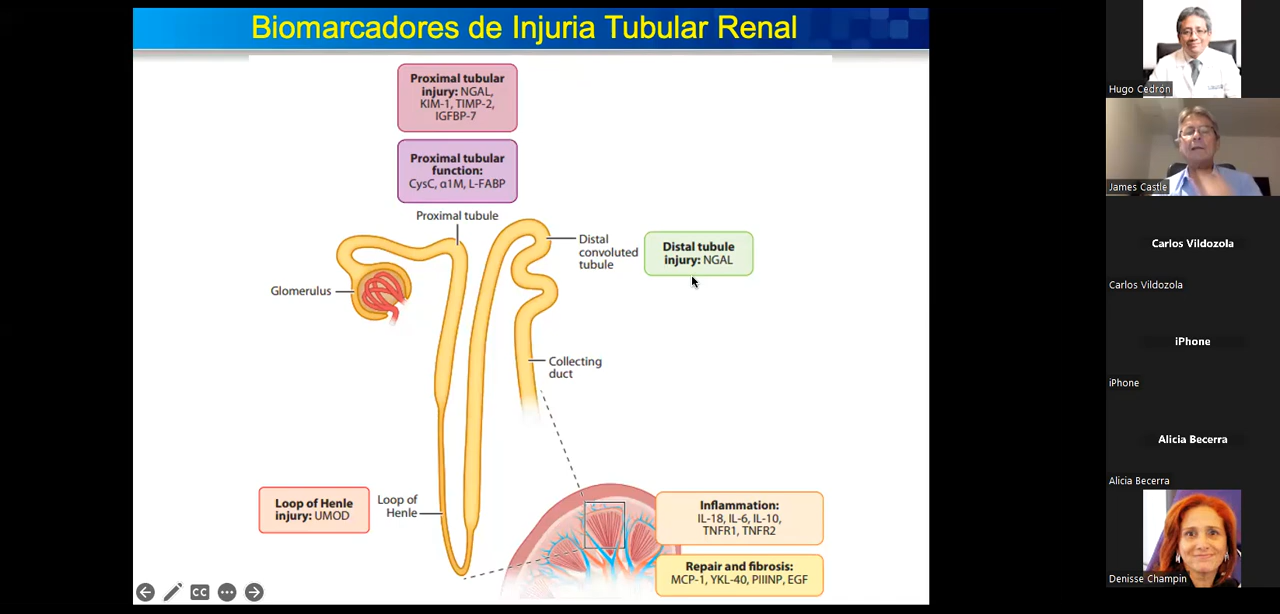 Biomarcadores de Injuria Tubular Renal
Proximal tubular
injury: NGAL,
KIM-1, TIMP-2,
IGFBP-7
Proximal tubular
function:
CysC, α1M, L-FABP
Proximal tubule
Distal
convoluted
tubule
Distal tubule
injury: NGAL
Glomerulus
Collecting
duct
Loop of Henle
injury: UMOD
Loop of
Henle
Inflammation:
IL-18, IL-6, IL-10,
TNFR1, TNFR2
Repair and fibrosis:
MCP-1, YKL-40, PIIINP, EGF
CC
Hugo Cedrón
James Castle
Carlos Vildozola
Carlos Vildozola
iPhone
iPhone
Alicia Becerra
Alicia Becerra
Denisse Champin